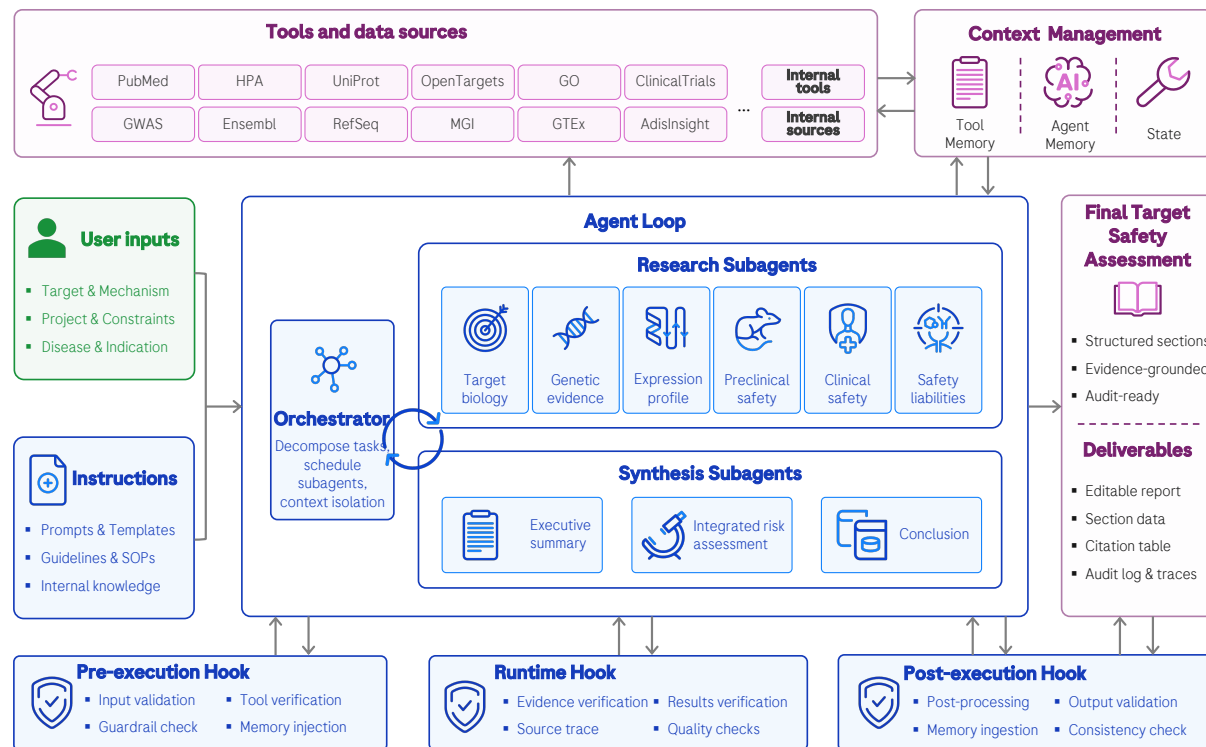 Tools and data sources
PubMed
HPA
UniProt
OpenTargets
GO
ClinicalTrials
Internal
tools
GWAS
Ensembl
RefSeq
MGI
GTEx
AdisInsight
...
Internal
sources
Context Management
AI
Tool
Memory
Agent
Memory
State
User inputs
▪ Target & Mechanism
▪ Project & Constraints
▪ Disease & Indication
Instructions
▪ Prompts & Templates
▪ Guidelines & SOPs
▪ Internal knowledge
Agent Loop
Orchestrator
Decompose tasks,
schedule
subagents,
context isolation
Research Subagents
Target
biology
Genetic
evidence
Expression
profile
Preclinical
safety
Clinical
safety
Safety
liabilities
Synthesis Subagents
Executive
summary
Integrated risk
assessment
Conclusion
Final Target
Safety
Assessment
▪ Structured sections
▪ Evidence-grounded
▪ Audit-ready
Deliverables
▪ Editable report
▪ Section data
▪ Citation table
▪ Audit log & traces
Pre-execution Hook
▪ Input validation
▪ Tool verification
▪ Guardrail check
▪ Memory injection
Runtime Hook
▪ Evidence verification
▪ Results verification
▪ Source trace
▪ Quality checks
Post-execution Hook
▪ Post-processing
▪ Output validation
▪ Memory ingestion
▪ Consistency check